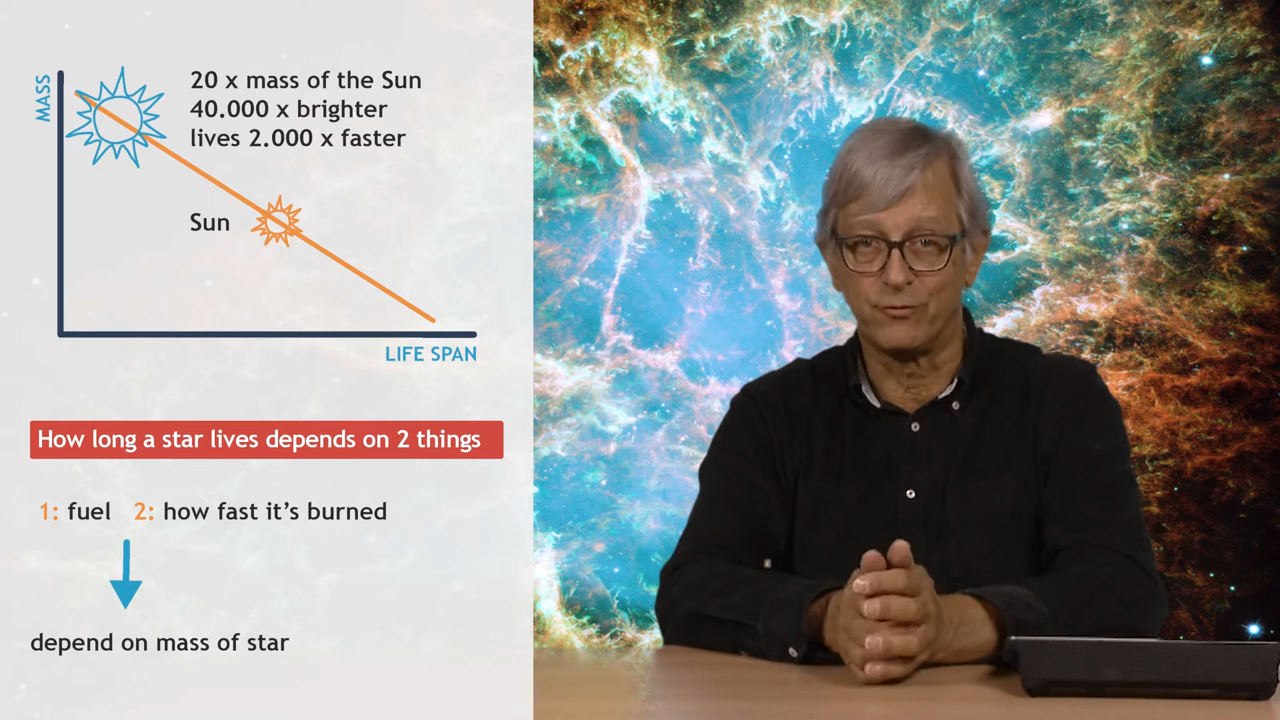 MASS
20 x mass of the Sun
40.000 x brighter
lives 2.000 x faster
Sun
LIFE SPAN
How long a star lives depends on 2 things
1: fuel 2: how fast it's burned
depend on mass of star